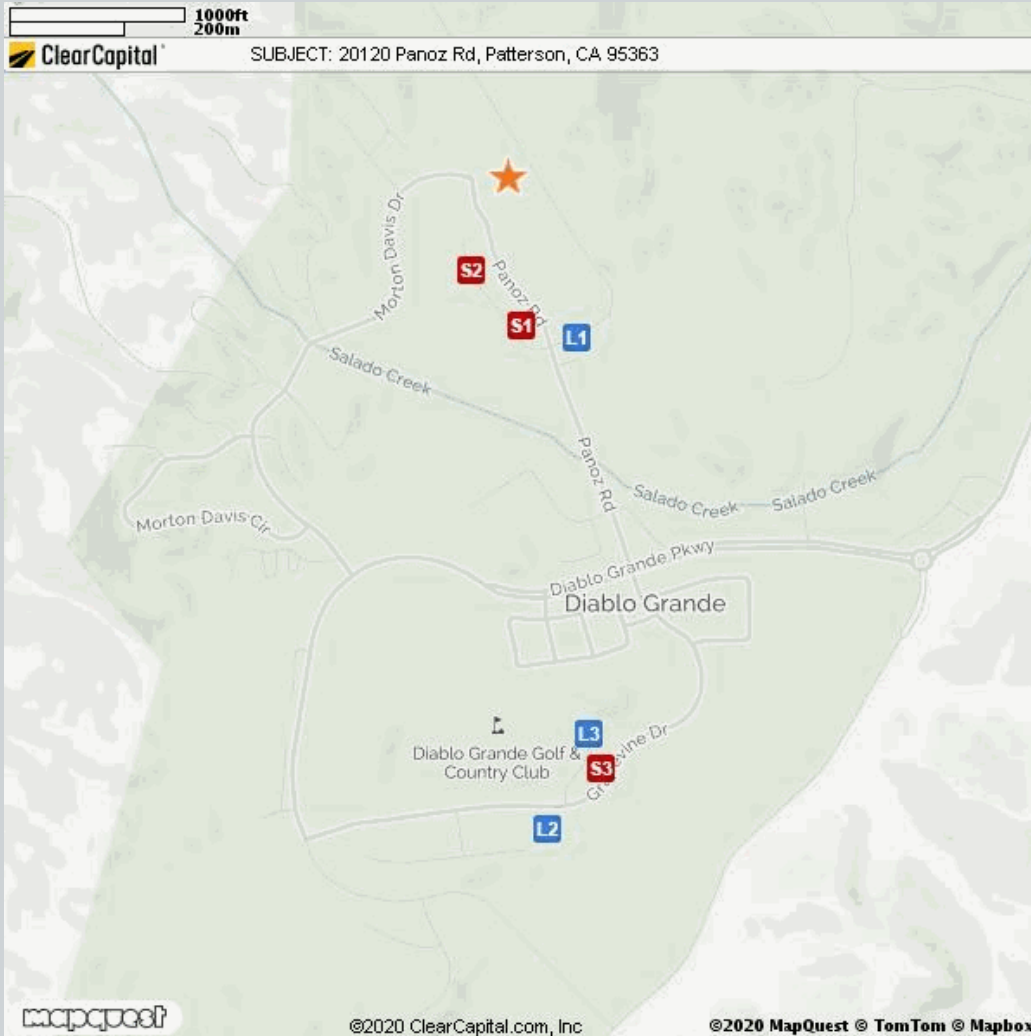 1000ft
200m
ClearCapital
SUBJECT: 20120 Panoz Rd, Patterson, CA 95363
Morton Davis Dr
S2
Panoz Rd
S1
L1
Salado Creek
Panoz Rd
Salado Creek
Salado Creek
Morton Davis Cir
Diablo Grande Pkwy
Diablo Grande
L3
Diablo Grande Golf &
Country Club
S3
Dr
L2
mapquest
©2020 ClearCapital.com, Inc
©2020 MapQuest © TomTom © Mapbox